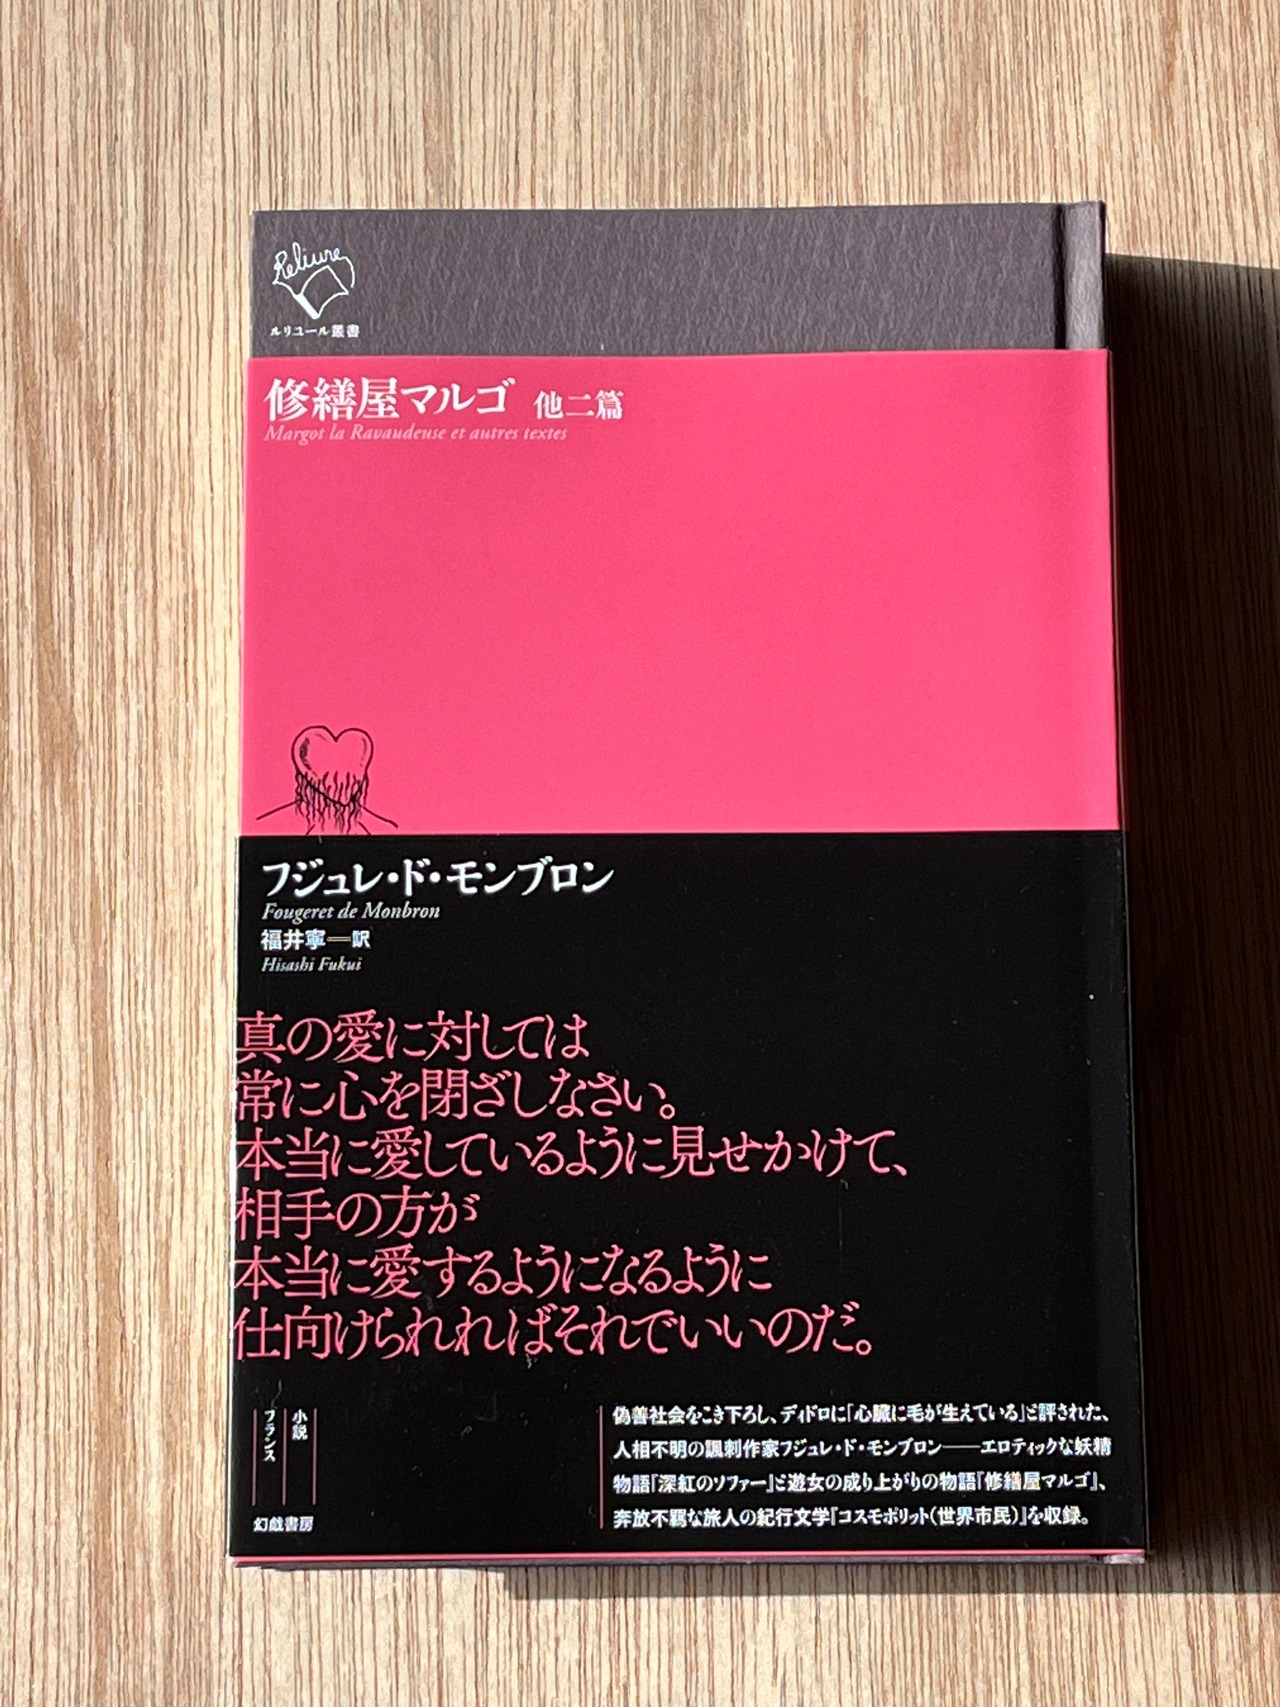 Reliure
ルリユール叢書
修繕屋マルゴ 他二篇
Margot la Ravaudeuse et autres textes
フジュレ・ド・モンブロン
Fougeret de Monbron
福井寧—訳
Hisashi Fukui
真の愛に対しては
常に心を閉ざしなさい。
本当に愛しているように見せかけて、
相手の方が
本当に愛するようになるように
仕向けられればそれでいいのだ。
小説
フランス
幻戯書房
偽善社会をこき下ろし、ディドロに「心臓に毛が生えている」と評された、
人相不明の諷刺作家フジュレ・ド・モンブロン——エロティックな妖精
物語『深紅のソファー』と遊女の成り上がりの物語『修繕屋マルゴ』、
奔放不羈な旅人の紀行文学『コスモポリット(世界市民)』を収録。